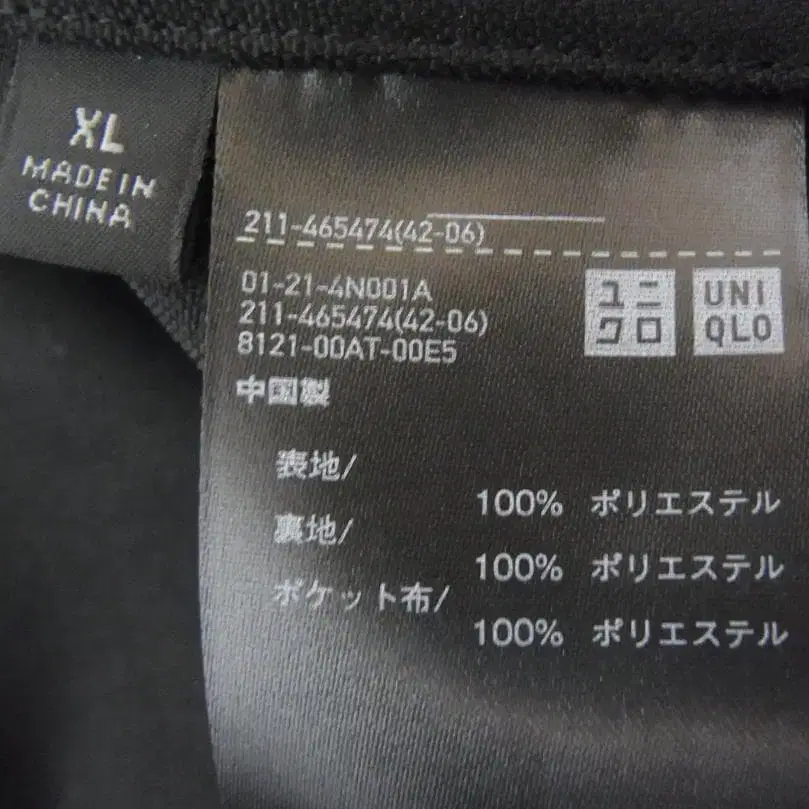 XL
MADE IN
CHINA
211-465474(42-06)
01-21-4N001A
211-465474(42-06)
8121-00AT-00E5
ユニ
クロ
UNI
QLO
中国製
表地/
100% ポリエステル
裏地/
100% ポリエステル
ポケット布/
100% ポリエステル